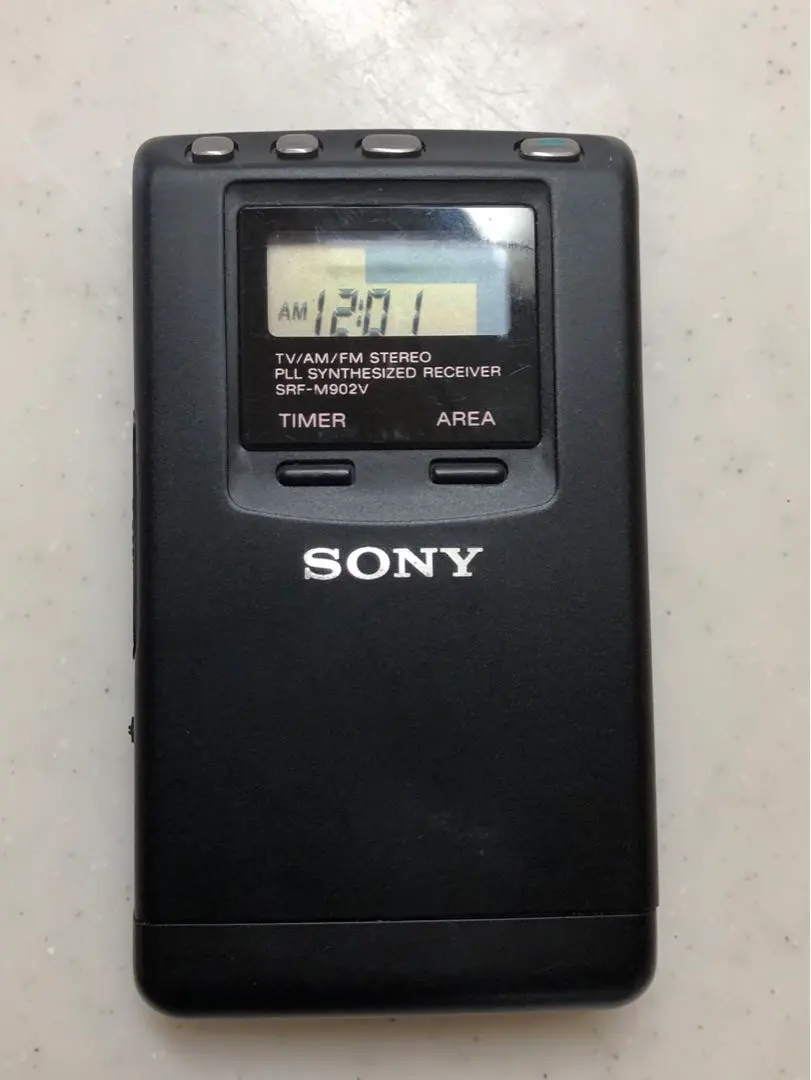 AM 12:01
TV/AM/FM STEREO
PLL SYNTHESIZED RECEIVER
SRF-M902V
TIMER AREA
SONY